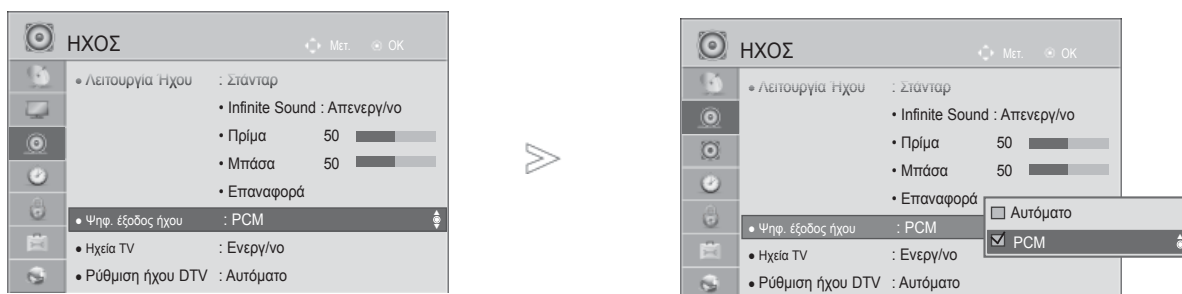 ΗΧΟΣ Μετ. OK
• Λειτουργία Ήχου : Στάνταρ
• Infinite Sound : Απενεργ/νο
• Πρίμα 50
• Μπάσα 50
• Επαναφορά
• Ψηφ. έξοδος ήχου : PCM
• Ηχεία TV : Ενεργ/νο
• Ρύθμιση ήχου DTV : Αυτόματο
ΗΧΟΣ Μετ. OK
• Λειτουργία Ήχου : Στάνταρ
• Infinite Sound : Απενεργ/νο
• Πρίμα 50
• Μπάσα 50
• Επαναφορά
Αυτόματο
• Ψηφ. έξοδος ήχου : PCM
PCM
• Ηχεία TV : Ενεργ/νο
• Ρύθμιση ήχου DTV : Αυτόματο